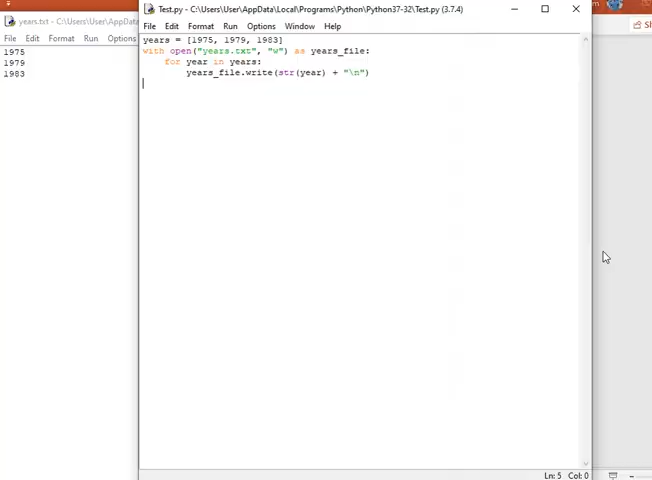 years.txt - C:\Users\User\AppData
File Edit Format Run Options
1975
1979
1983
Test.py - C:\Users\User\AppData\Local\Programs\Python\Python37-32\Test.py (3.7.4)
File Edit Format Run Options Window Help
years = [1975, 1979, 1983]
with open("years.txt", "w") as years_file:
    for year in years:
        years_file.write(str(year) + "\n")
Ln: 5 Col: 0